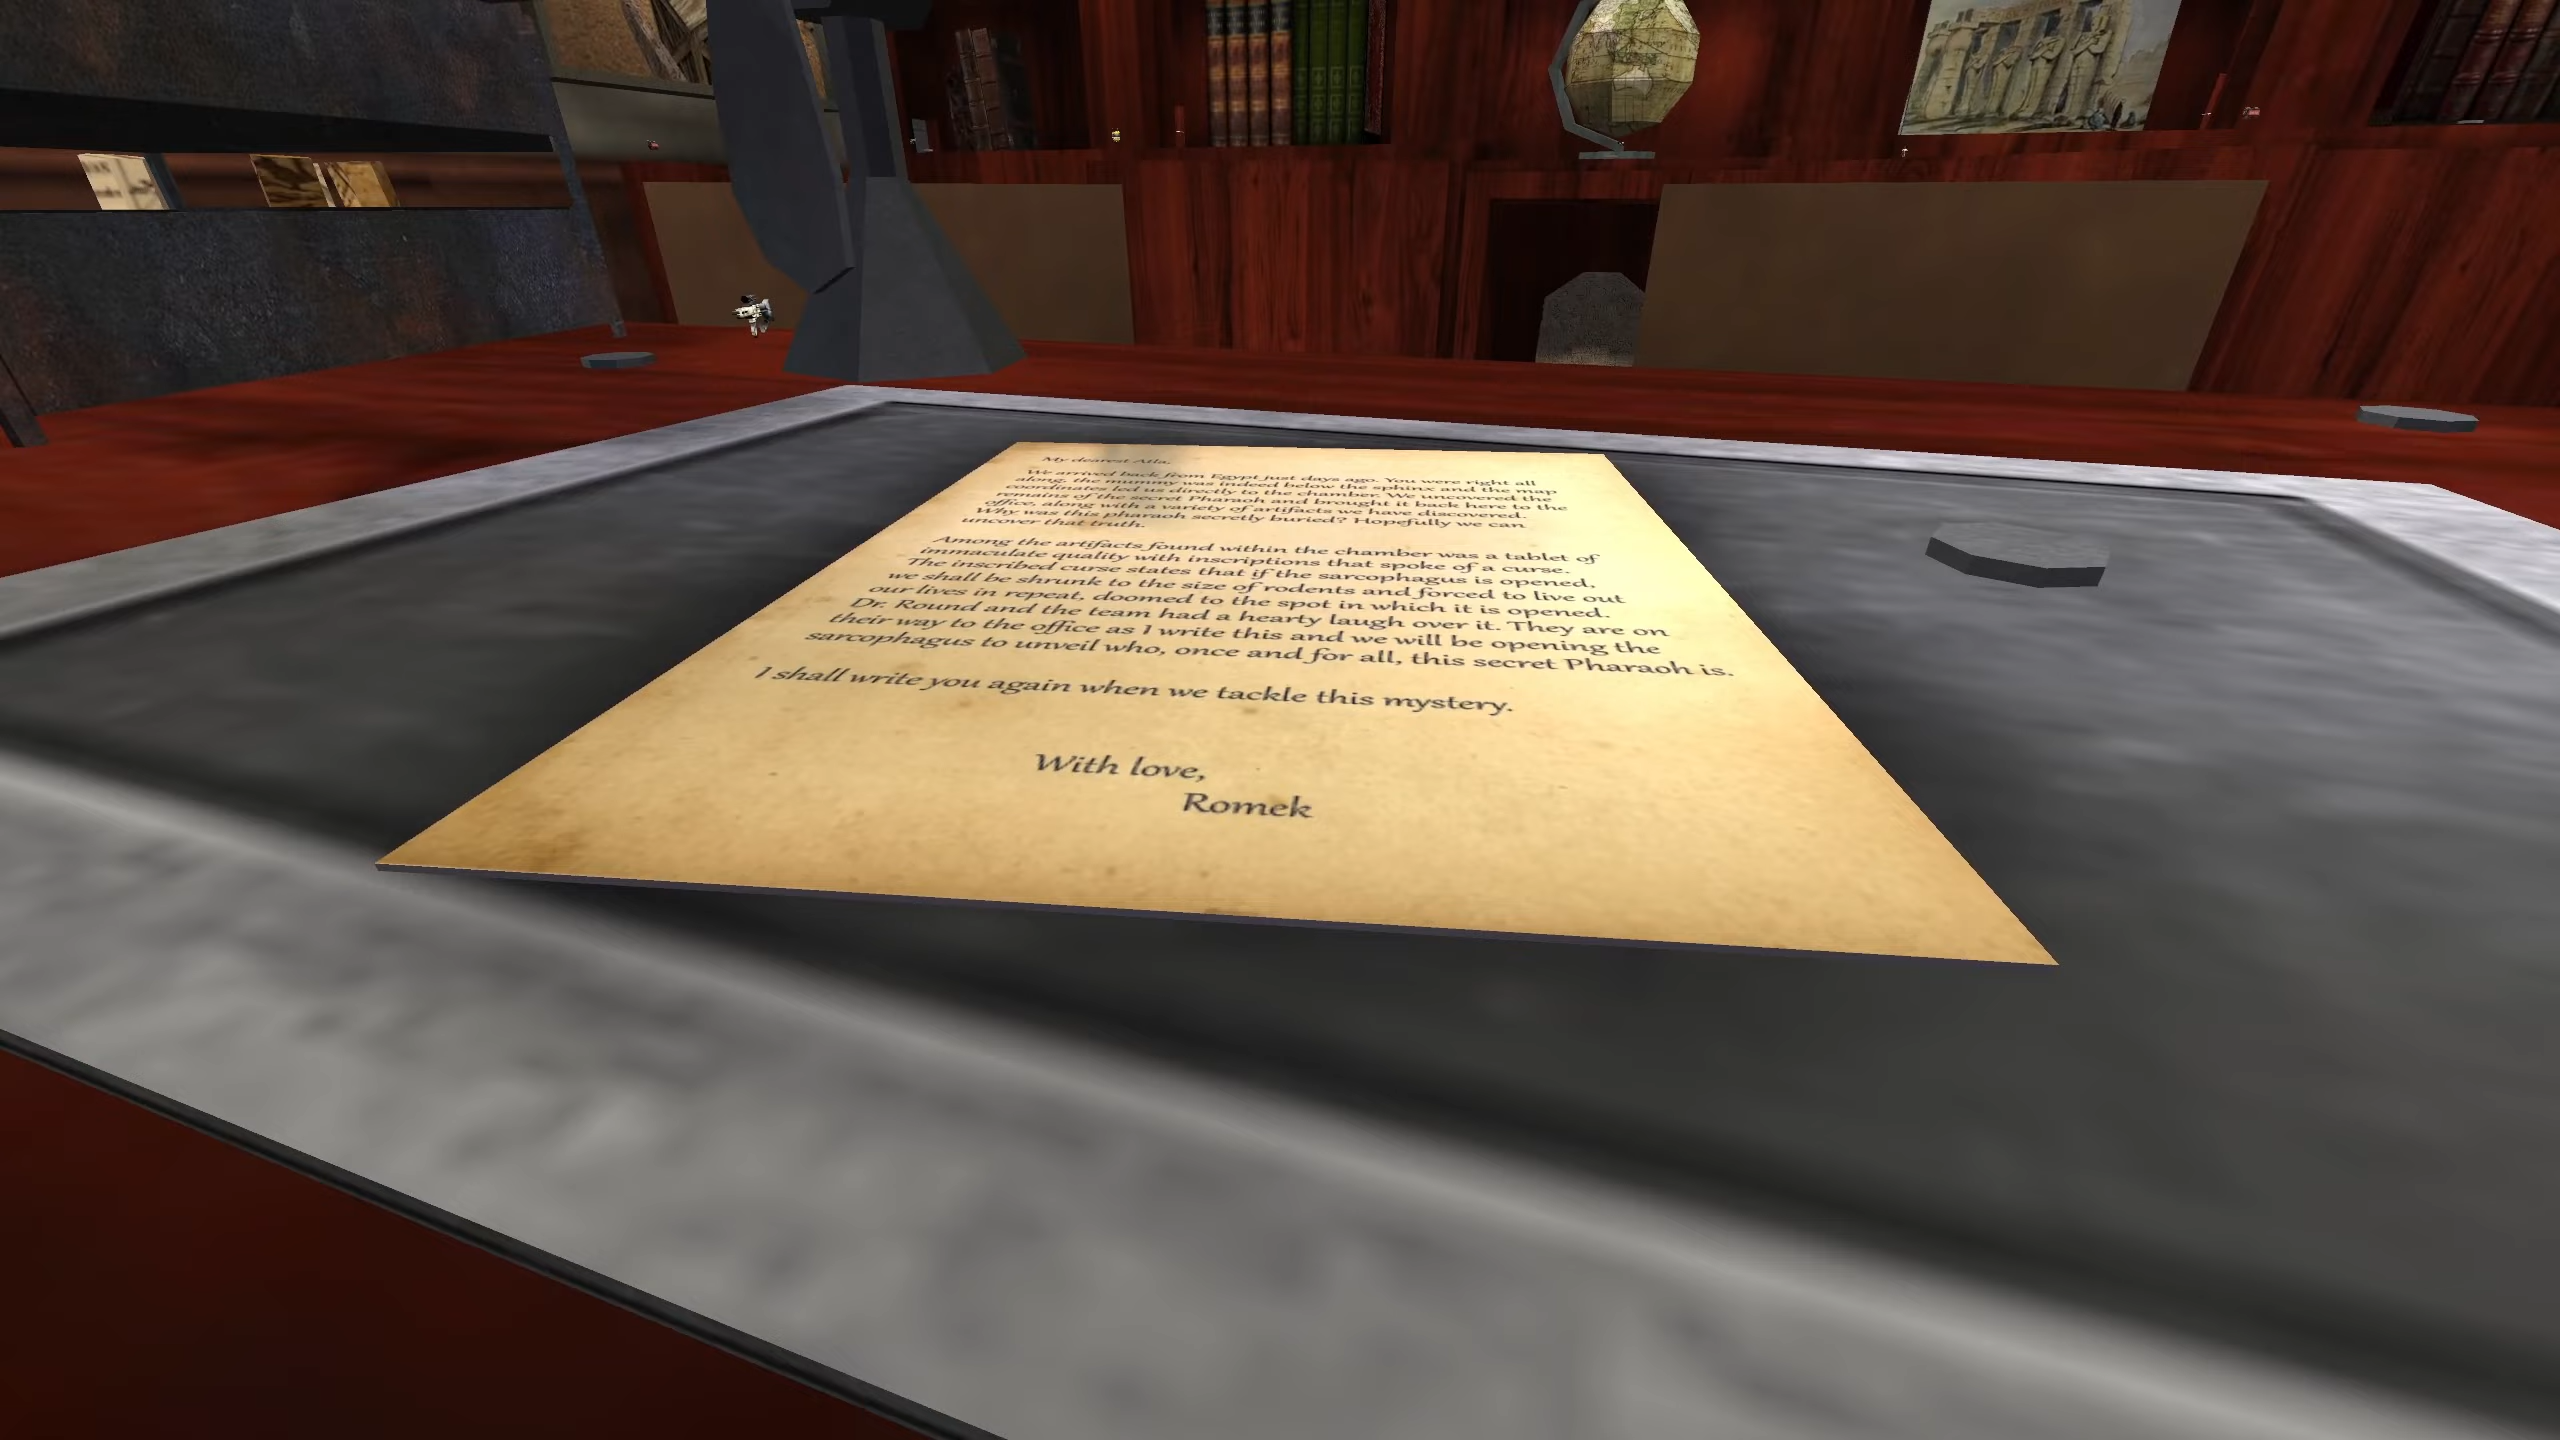 My dearest Alla,
We arrived back from Egypt just days ago. You were right all
along, the mummy was indeed below the sphinx and the map
coordinates led us directly to the chamber. We uncovered the
remains of the secret Pharaoh and brought it back here to the
office, along with a variety of artifacts we have discovered.
Why was this pharaoh secretly buried? Hopefully we can
uncover that truth.
Among the artifacts found within the chamber was a tablet of
immaculate quality with inscriptions that spoke of a curse.
The inscribed curse states that if the sarcophagus is opened,
we shall be shrunk to the size of rodents and forced to live out
our lives in repeat, doomed to the spot in which it is opened.
Dr. Round and the team had a hearty laugh over it. They are on
their way to the office as I write this and we will be opening the
sarcophagus to unveil who, once and for all, this secret Pharaoh is.
I shall write you again when we tackle this mystery.
With love,
Romek